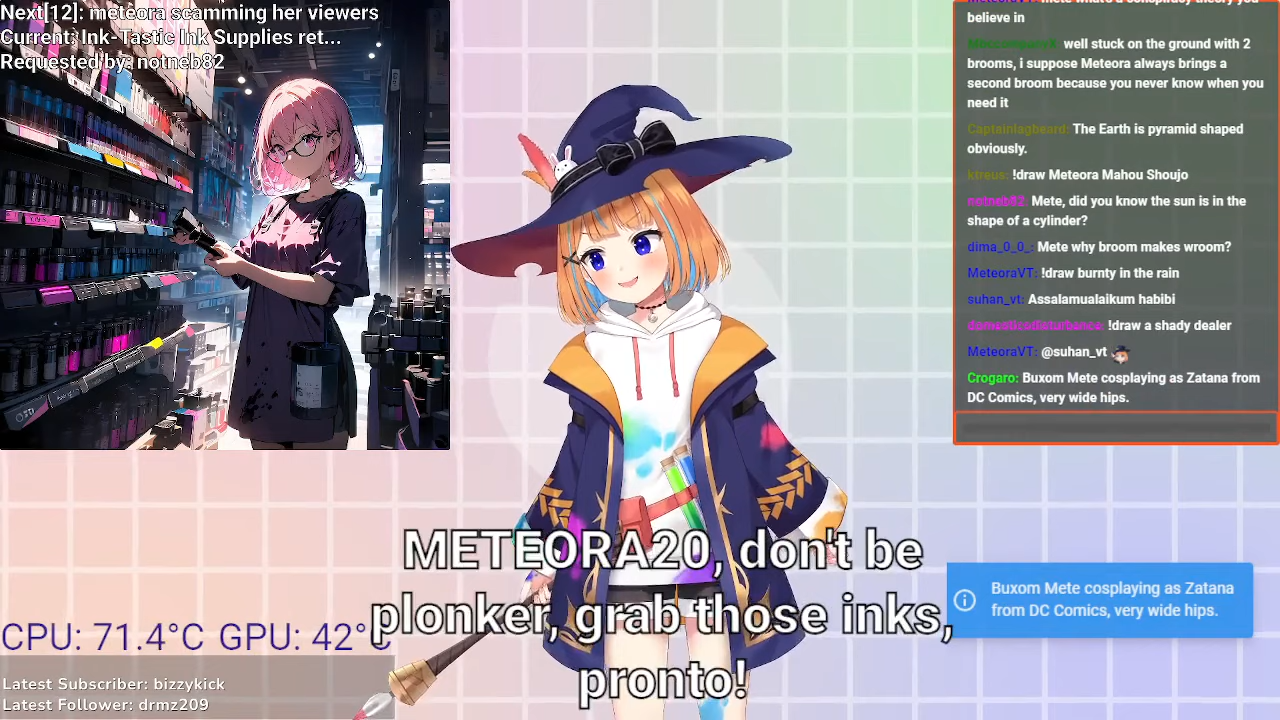 Next[12]: meteora scamming her viewers
Current: Ink-Tastic Ink Supplies ret...
Requested by: notneb82
believe in
well stuck on the ground with 2
brooms, i suppose Meteora always brings a
second broom because you never know when you
need it
Captainlagbeard: The Earth is pyramid shaped
obviously.
ktreus: !draw Meteora Mahou Shoujo
notneb82: Mete, did you know the sun is in the
shape of a cylinder?
dima_0_0_: Mete why broom makes wroom?
MeteoraVT: !draw burnty in the rain
suhan_vt: Assalamualaikum habibi
domesticodisturbance: !draw a shady dealer
MeteoraVT: @suhan_vt
Crogaro: Buxom Mete cosplaying as Zatana from
DC Comics, very wide hips.
METEORA20, don't be
plonker, grab those inks,
pronto!
Buxom Mete cosplaying as Zatana
from DC Comics, very wide hips.
CPU: 71.4°C GPU: 42°C
Latest Subscriber: bizzykick
Latest Follower: drmz209